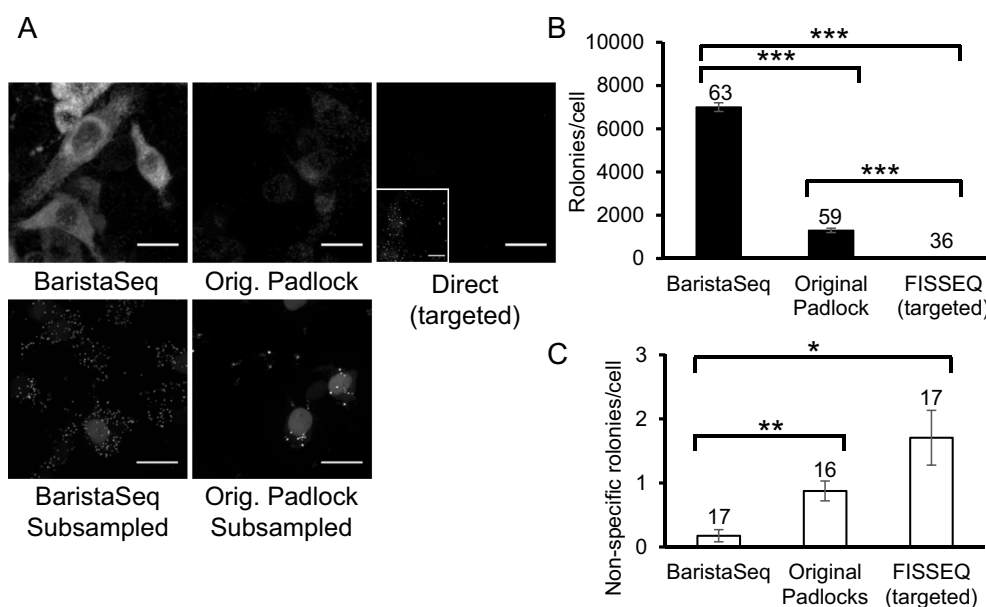 A
BaristaSeq
Orig. Padlock
Direct
(targeted)
BaristaSeq
Subsampled
Orig. Padlock
Subsampled
B
Rolonies/cell
10000
8000
6000
4000
2000
0
***
***
***
63
59
36
BaristaSeq
Original
Padlock
FISSEQ
(targeted)
C
Non-specific rolonies/cell
3
2
1
0
*
**
17
16
17
BaristaSeq
Original
Padlocks
FISSEQ
(targeted)